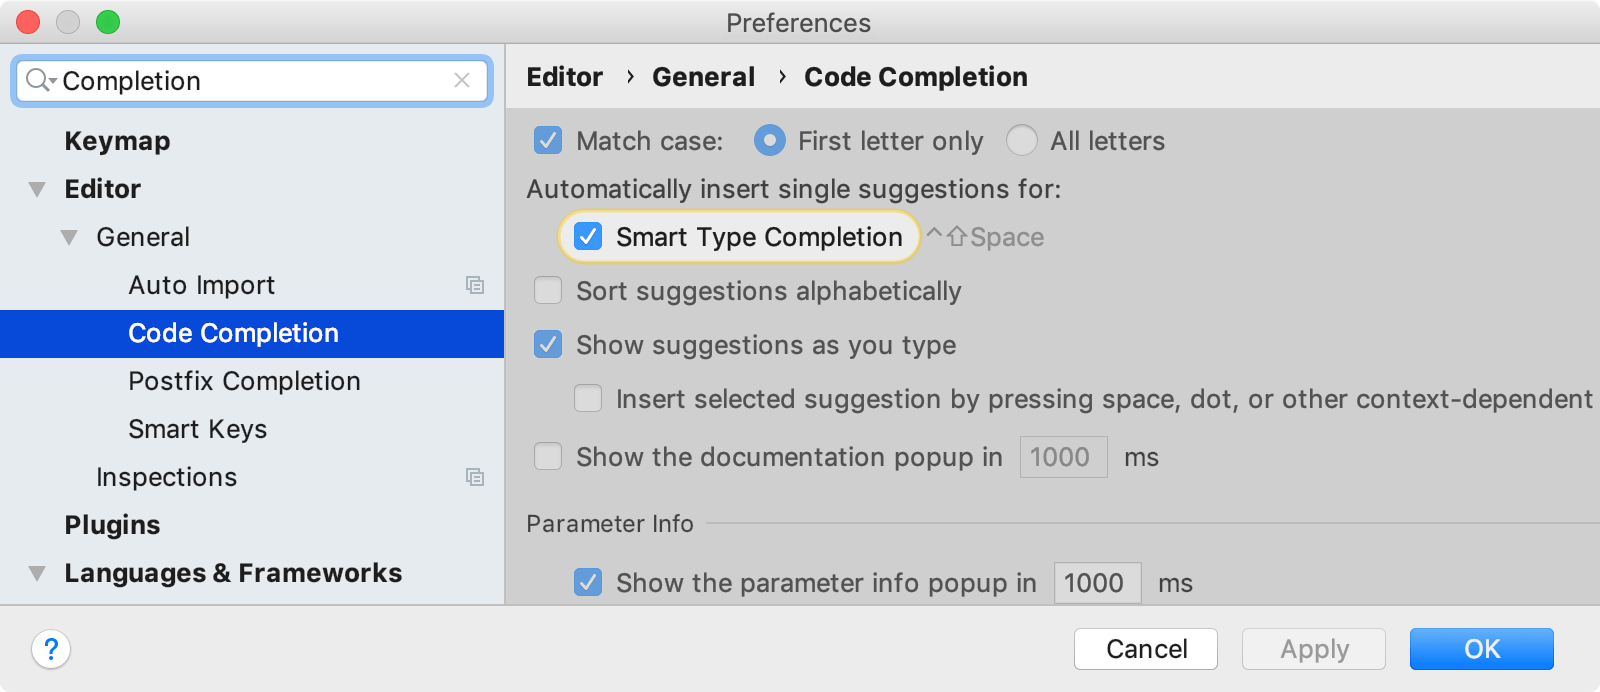 Preferences
Completion
Keymap
Editor
General
Auto Import
Code Completion
Postfix Completion
Smart Keys
Inspections
Plugins
Languages & Frameworks
Editor › General › Code Completion
Match case: First letter only All letters
Automatically insert single suggestions for:
Smart Type Completion ^⇧Space
Sort suggestions alphabetically
Show suggestions as you type
Insert selected suggestion by pressing space, dot, or other context-dependent
Show the documentation popup in 1000 ms
Parameter Info
Show the parameter info popup in 1000 ms
? Cancel Apply OK